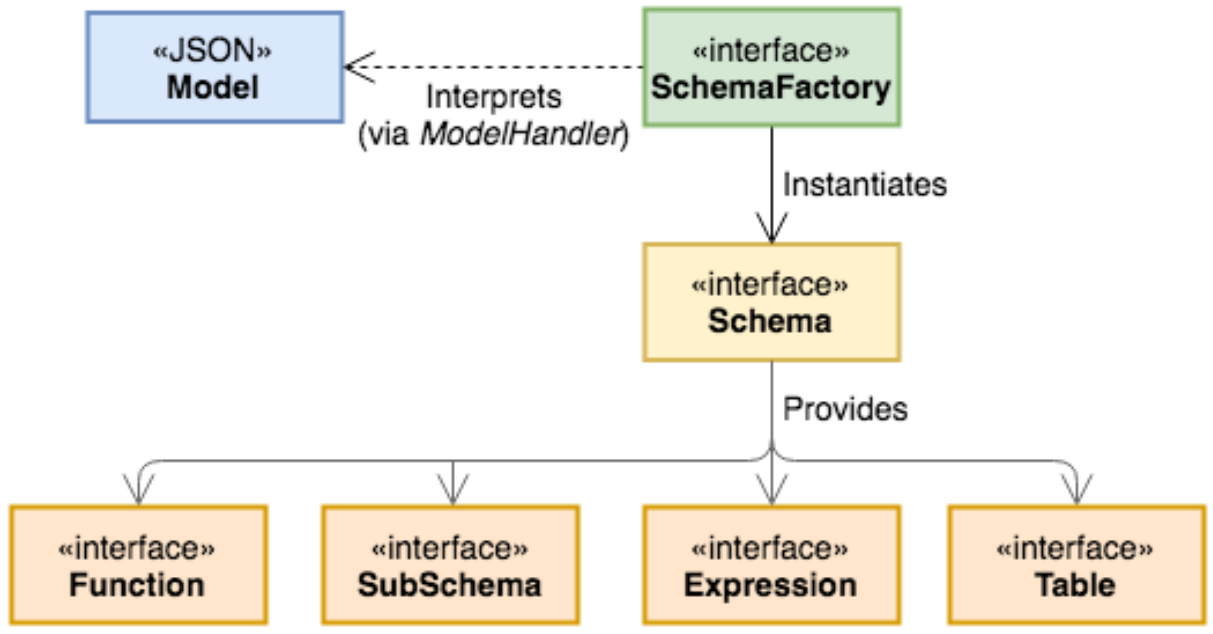 «JSON»
Model
«interface»
SchemaFactory
Interprets
(via ModelHandler)
Instantiates
«interface»
Schema
Provides
«interface»
Function
«interface»
SubSchema
«interface»
Expression
«interface»
Table